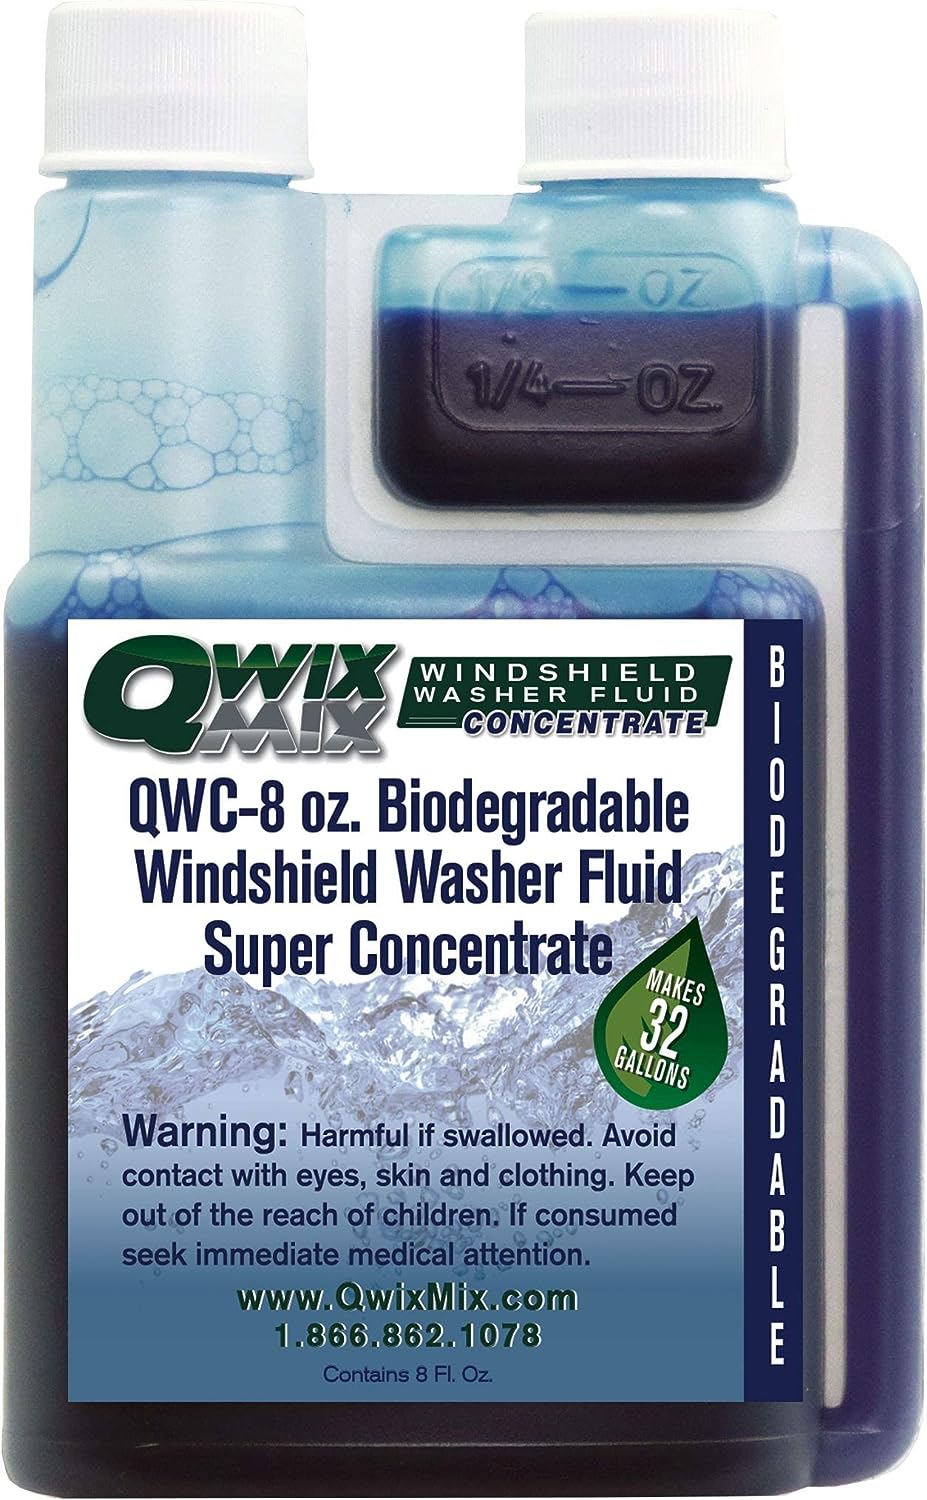 1/2 — OZ
1/4 — OZ.
QWIX
MIX
WINDSHIELD
WASHER FLUID
CONCENTRATE
QWC-8 oz. Biodegradable
Windshield Washer Fluid
Super Concentrate
MAKES
32
GALLONS
Warning: Harmful if swallowed. Avoid
contact with eyes, skin and clothing. Keep
out of the reach of children. If consumed
seek immediate medical attention.
www.QwixMix.com
1.866.862.1078
Contains 8 Fl. Oz.
BIODEGRADABLE